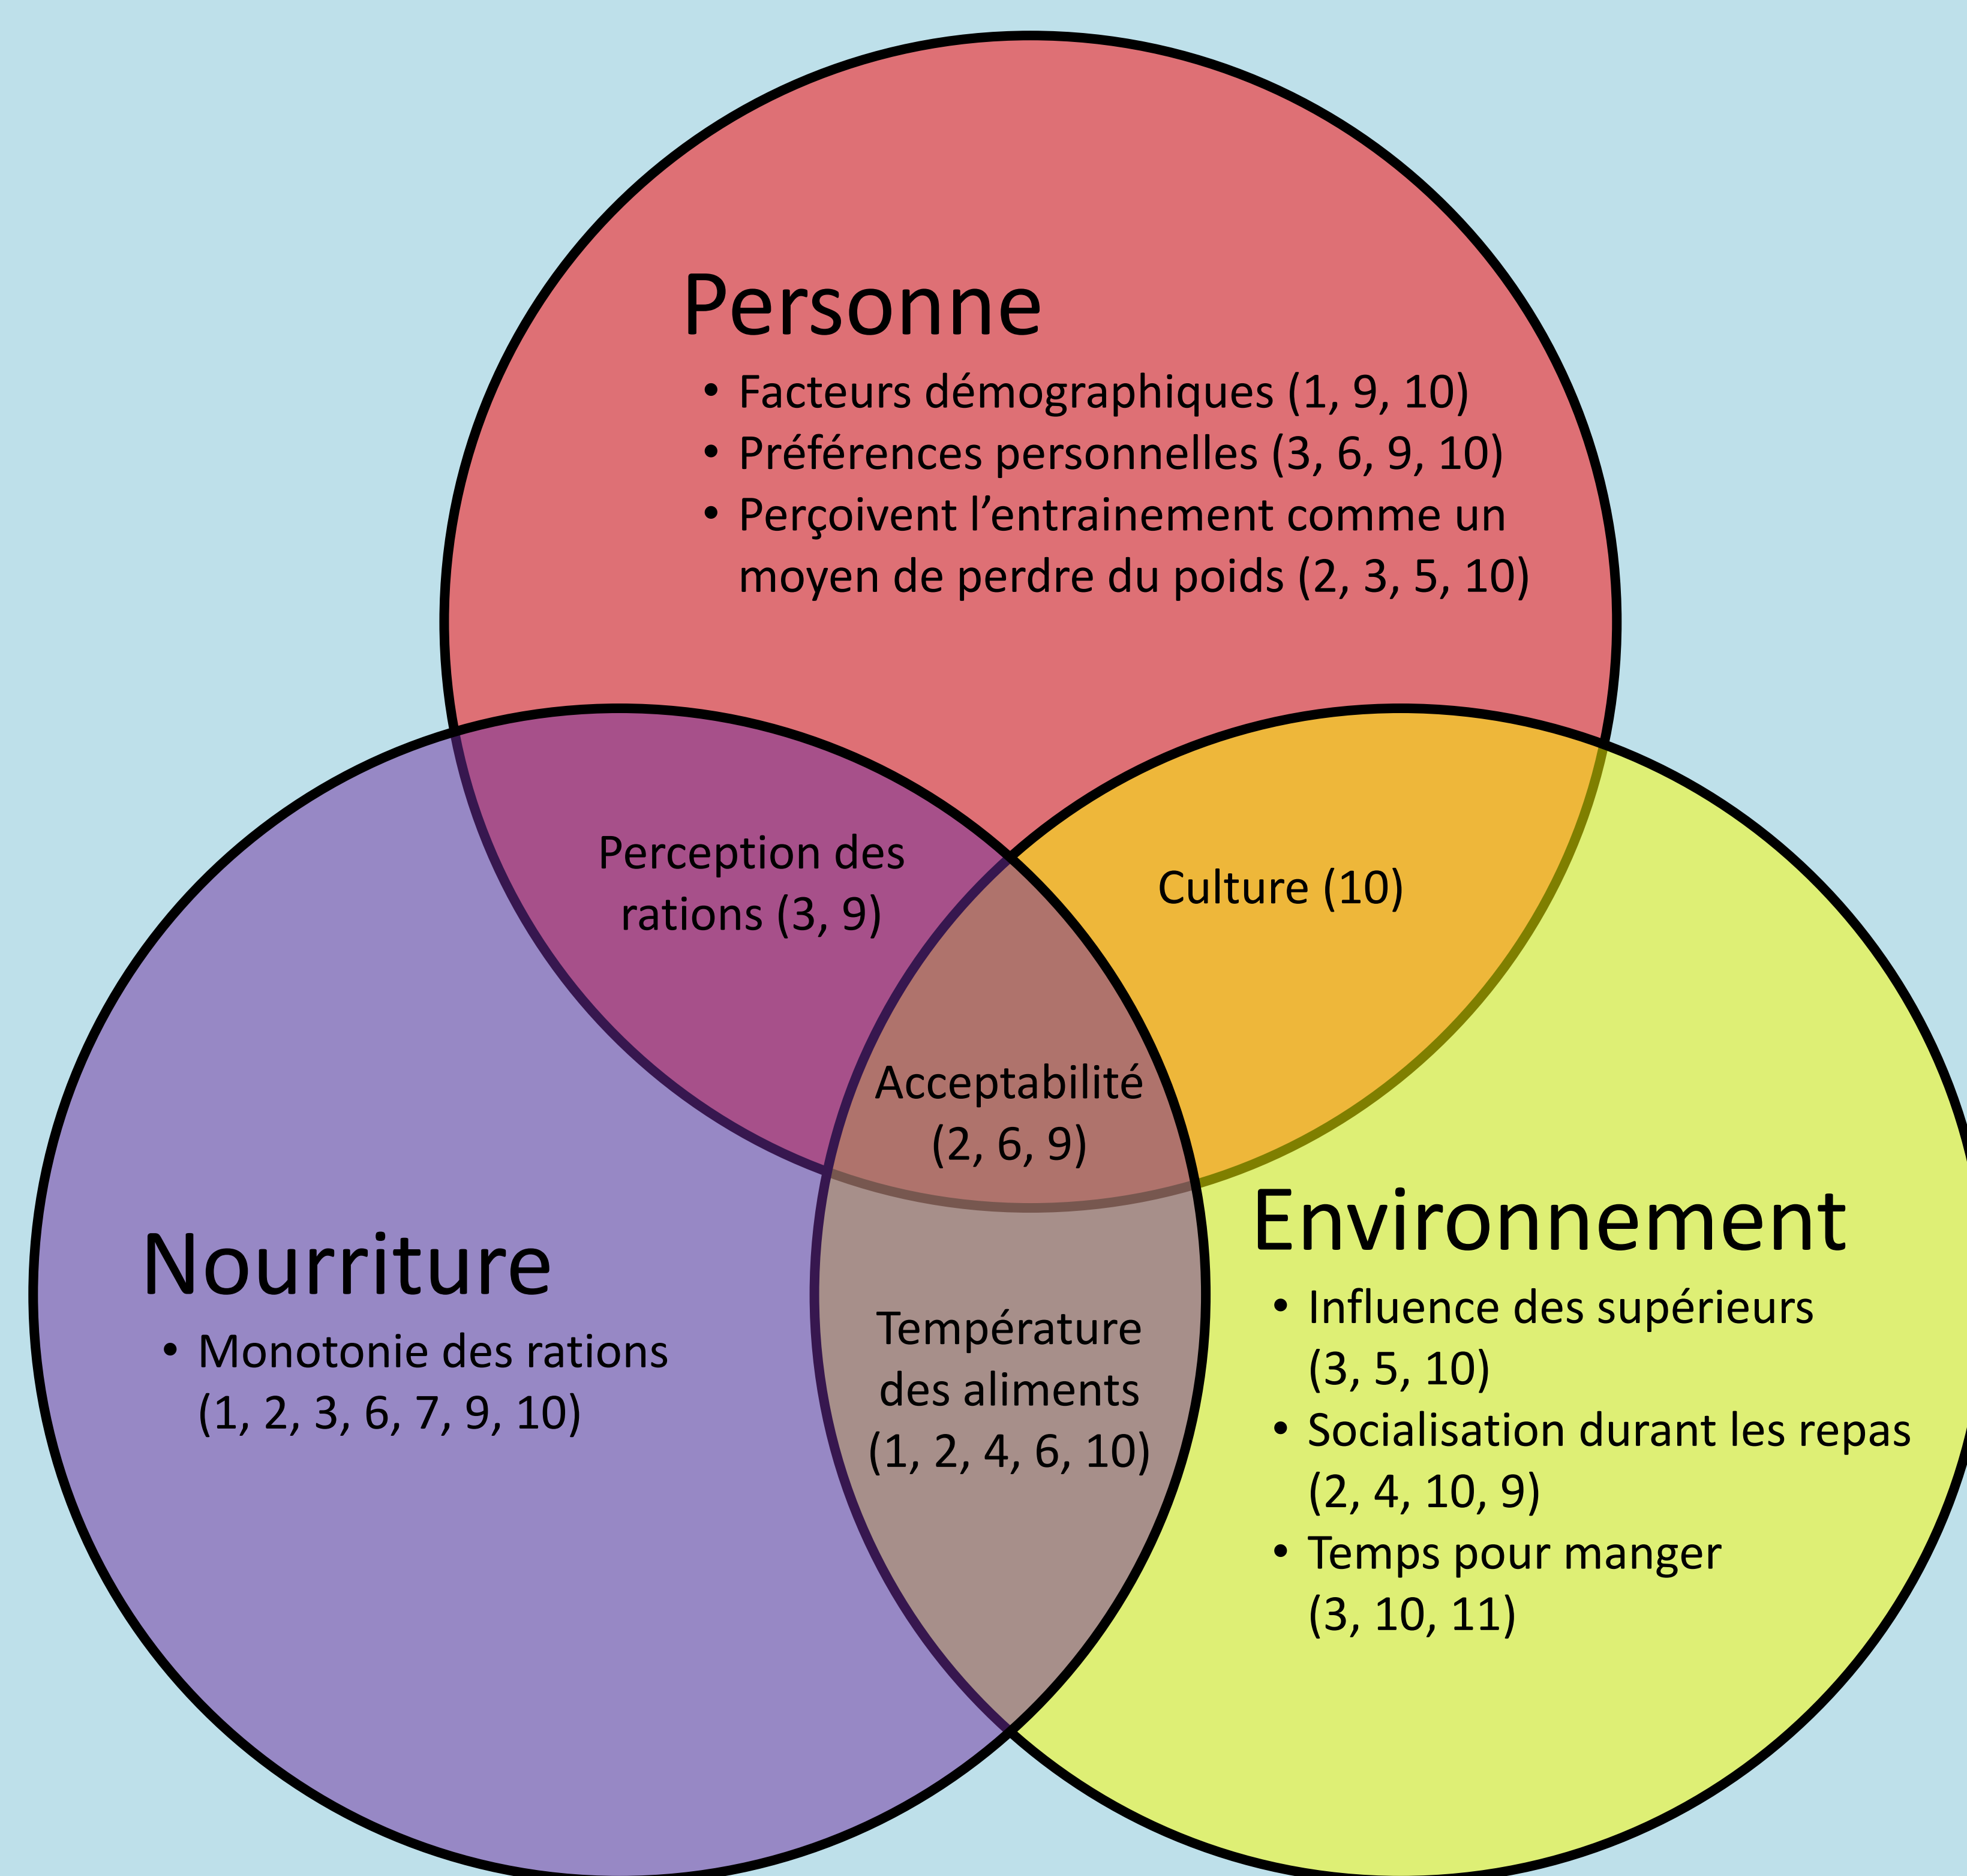 Personne
• Facteurs démographiques (1, 9, 10)
• Préférences personnelles (3, 6, 9, 10)
• Perçoivent l’entrainement comme un
moyen de perdre du poids (2, 3, 5, 10)
Perception des
rations (3, 9)
Culture (10)
Acceptabilité
(2, 6, 9)
Nourriture
• Monotonie des rations
(1, 2, 3, 6, 7, 9, 10)
Température
des aliments
(1, 2, 4, 6, 10)
Environnement
• Influence des supérieurs
(3, 5, 10)
• Socialisation durant les repas
(2, 4, 10, 9)
• Temps pour manger
(3, 10, 11)